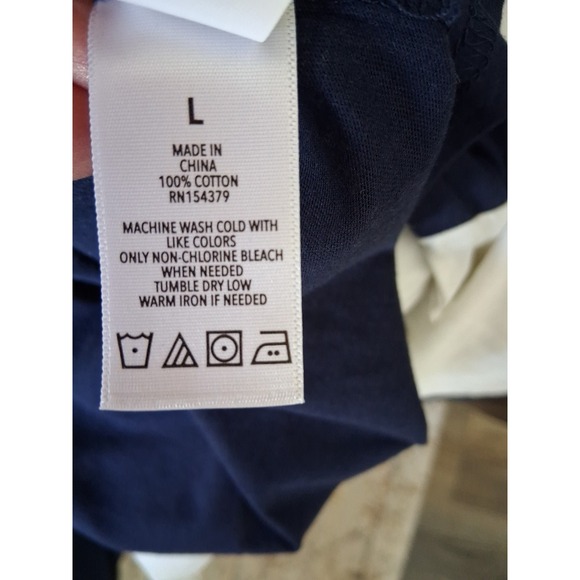 L
MADE IN
CHINA
100% COTTON
RN154379
MACHINE WASH COLD WITH
LIKE COLORS
ONLY NON-CHLORINE BLEACH
WHEN NEEDED
TUMBLE DRY LOW
WARM IRON IF NEEDED